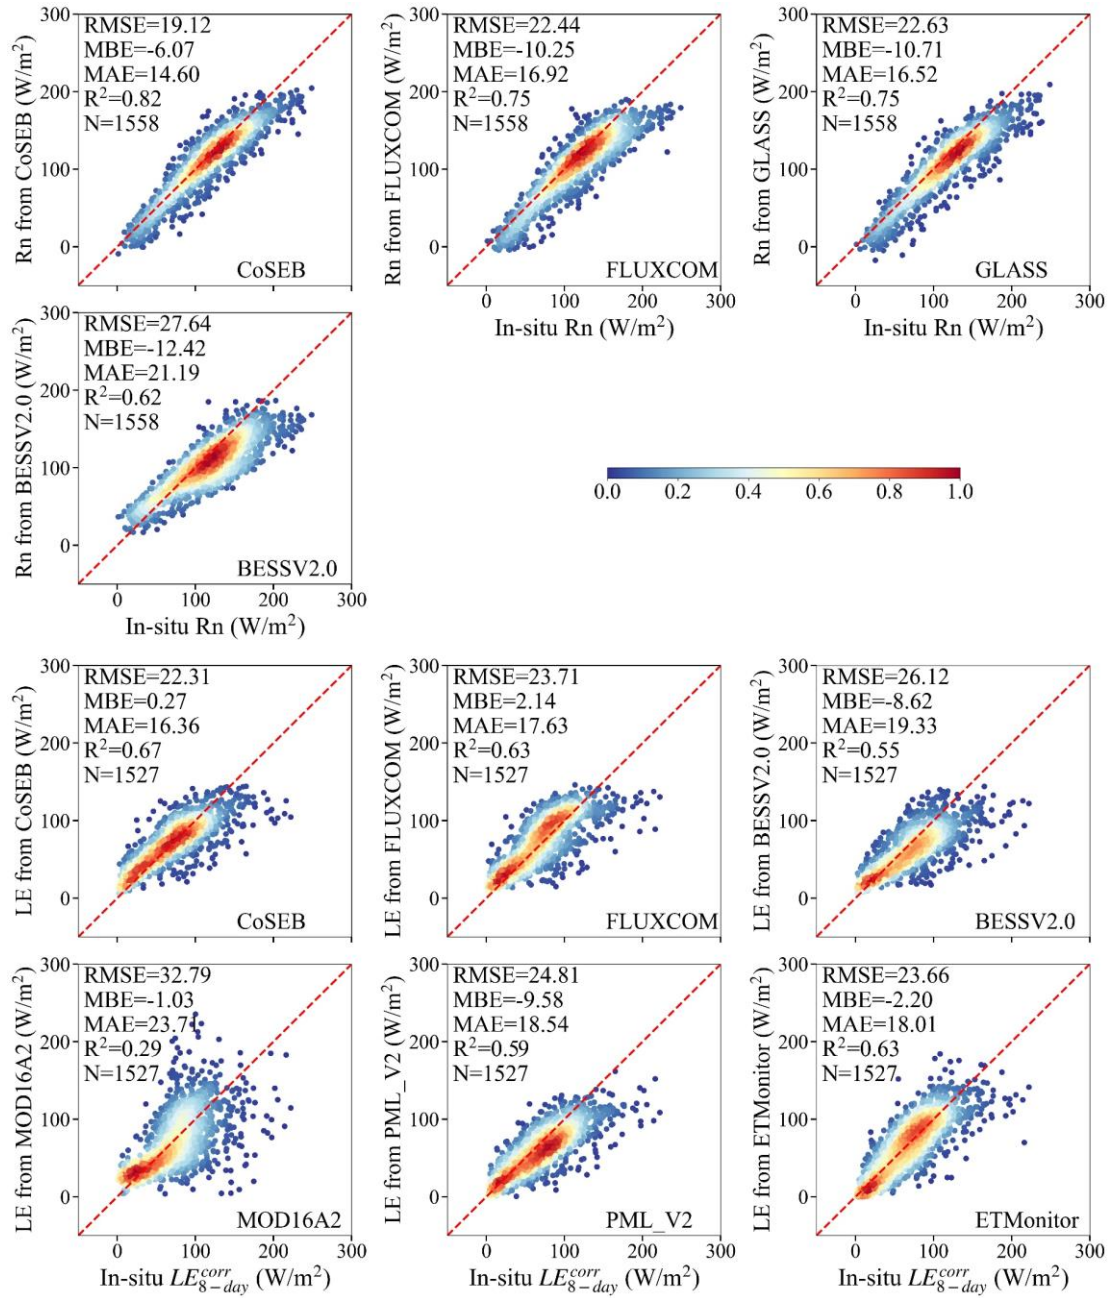 300
200
100
0
Rn from CoSEB (W/m²)
RMSE=19.12
MBE=-6.07
MAE=14.60
R²=0.82
N=1558
CoSEB
300
200
100
0
Rn from FLUXCOM (W/m²)
RMSE=22.44
MBE=-10.25
MAE=16.92
R²=0.75
N=1558
FLUXCOM
0 100 200 300
In-situ Rn (W/m²)
300
200
100
0
Rn from GLASS (W/m²)
RMSE=22.63
MBE=-10.71
MAE=16.52
R²=0.75
N=1558
GLASS
0 100 200 300
In-situ Rn (W/m²)
300
200
100
0
Rn from BESSV2.0 (W/m²)
RMSE=27.64
MBE=-12.42
MAE=21.19
R²=0.62
N=1558
BESSV2.0
0 100 200 300
In-situ Rn (W/m²)
0.0 0.2 0.4 0.6 0.8 1.0
300
200
100
0
LE from CoSEB (W/m²)
RMSE=22.31
MBE=0.27
MAE=16.36
R²=0.67
N=1527
CoSEB
300
200
100
0
LE from FLUXCOM (W/m²)
RMSE=23.71
MBE=2.14
MAE=17.63
R²=0.63
N=1527
FLUXCOM
300
200
100
0
LE from BESSV2.0 (W/m²)
RMSE=26.12
MBE=-8.62
MAE=19.33
R²=0.55
N=1527
BESSV2.0
300
200
100
0
LE from MOD16A2 (W/m²)
RMSE=32.79
MBE=-1.03
MAE=23.71
R²=0.29
N=1527
MOD16A2
0 100 200 300
In-situ LE corr 8-day (W/m²)
300
200
100
0
LE from PML_V2 (W/m²)
RMSE=24.81
MBE=-9.58
MAE=18.54
R²=0.59
N=1527
PML_V2
0 100 200 300
In-situ LE corr 8-day (W/m²)
300
200
100
0
LE from ETMonitor (W/m²)
RMSE=23.66
MBE=-2.20
MAE=18.01
R²=0.63
N=1527
ETMonitor
0 100 200 300
In-situ LE corr 8-day (W/m²)